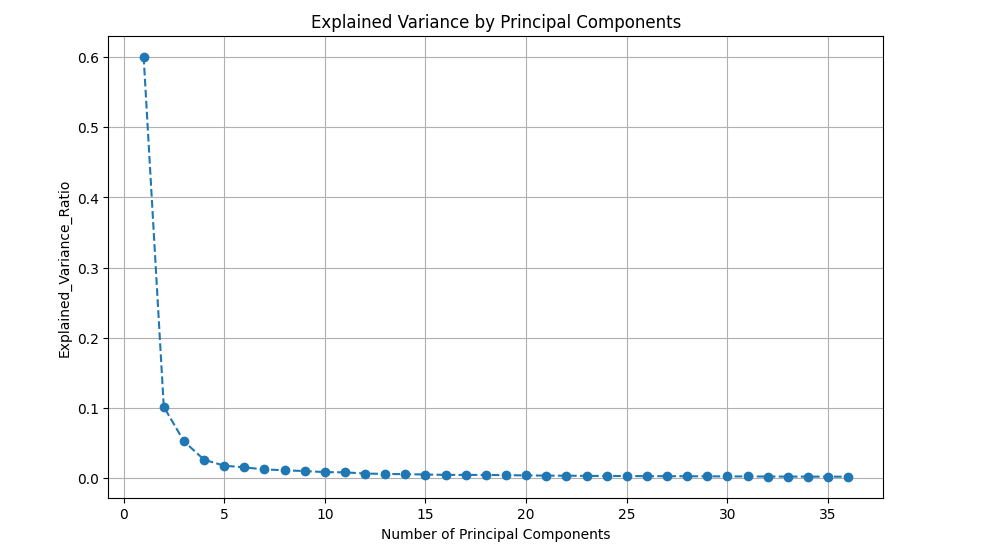 Explained Variance by Principal Components
Explained_Variance_Ratio
0.6
0.5
0.4
0.3
0.2
0.1
0.0
0 5 10 15 20 25 30 35
Number of Principal Components